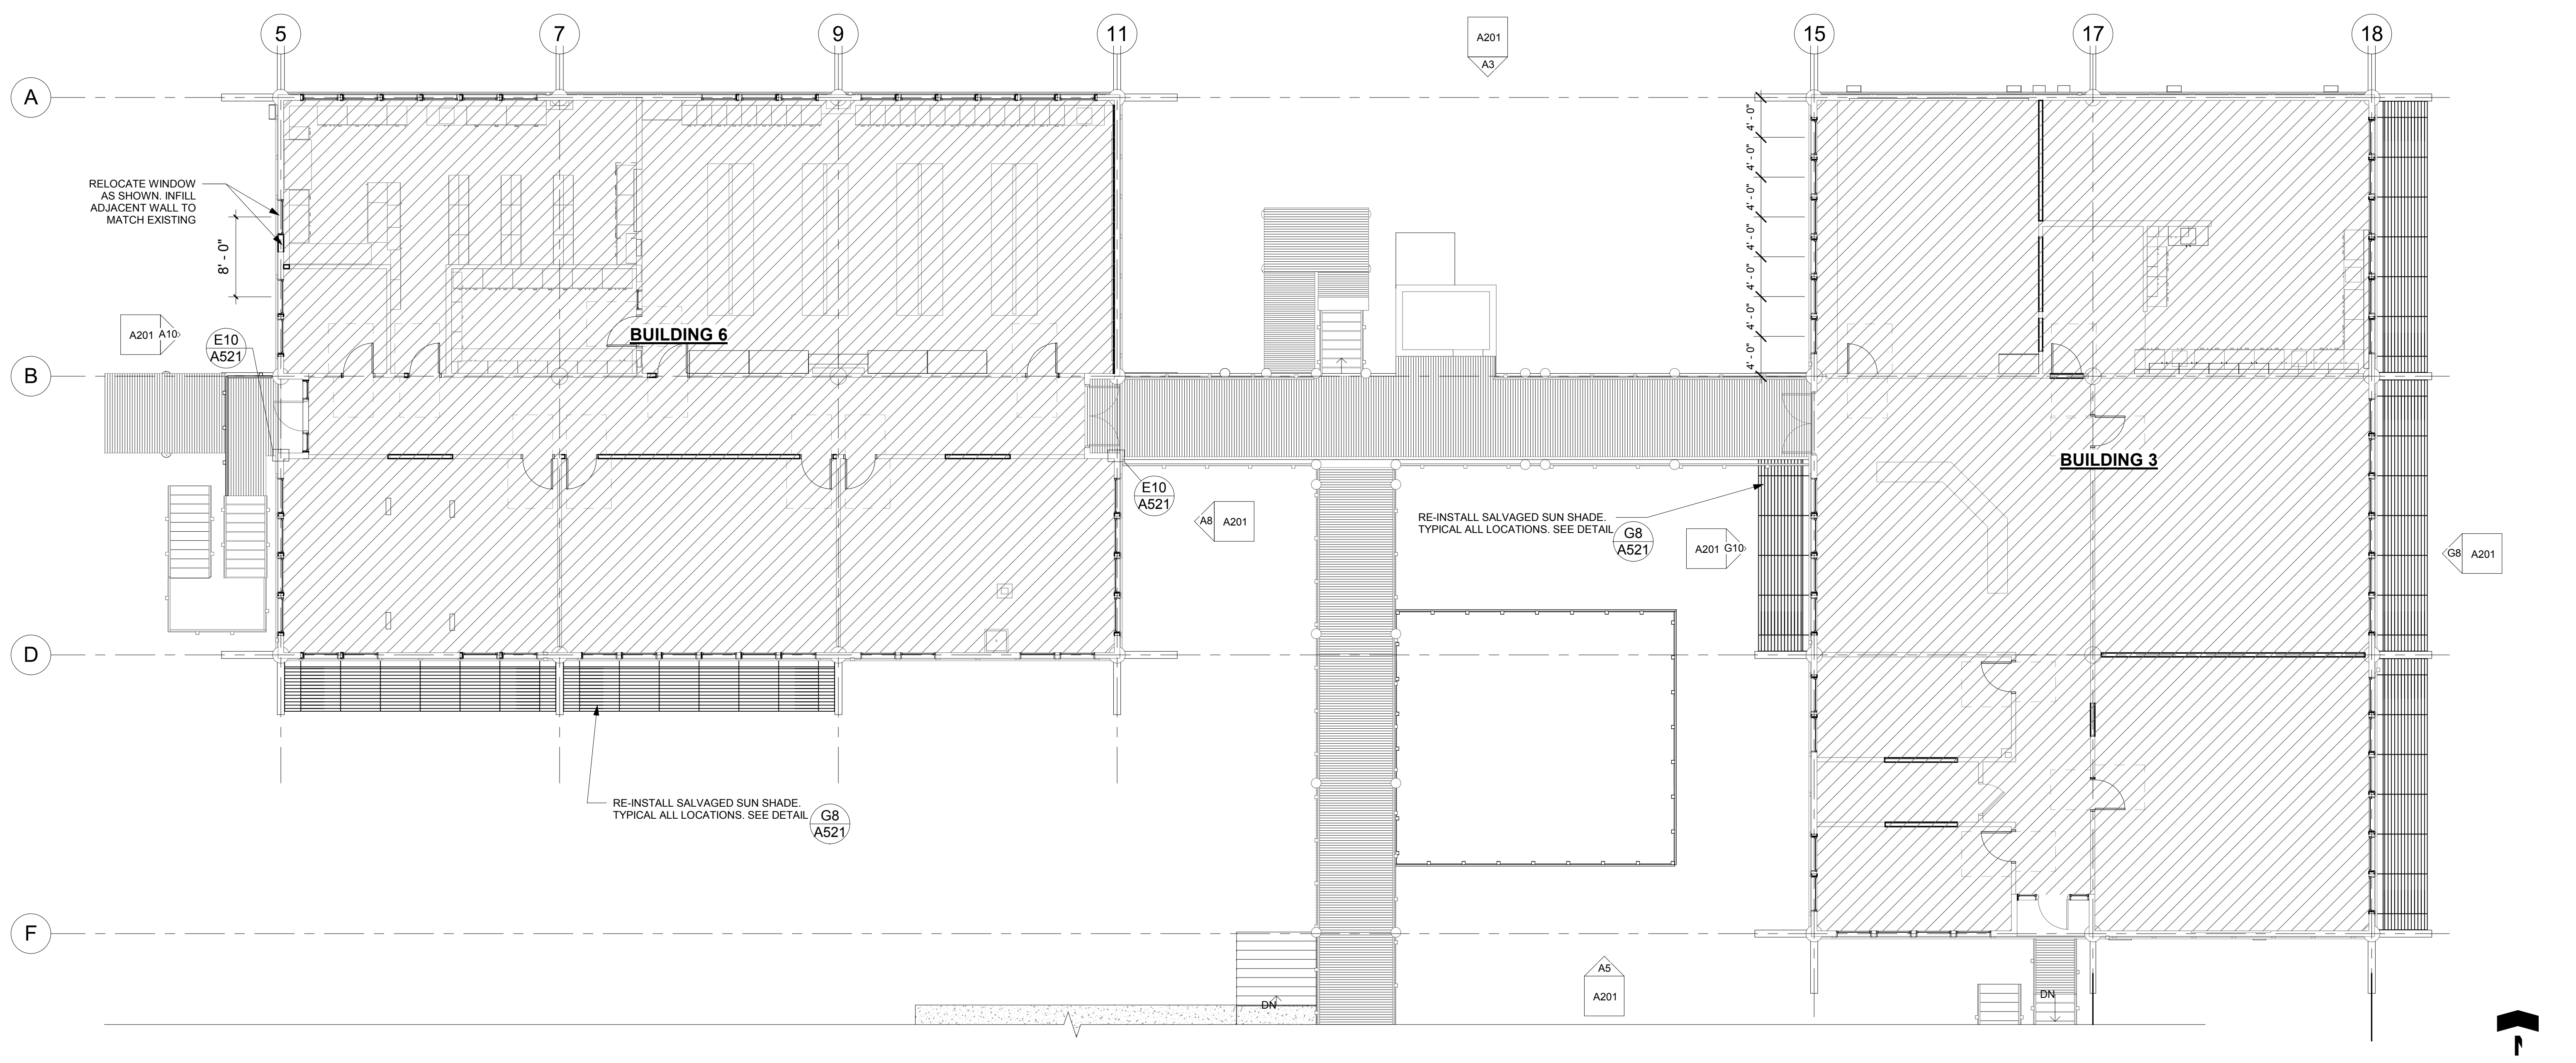 5
7
9
11
15
17
18
A201
A3
A
4' - 0"
4' - 0"
4' - 0"
4' - 0"
4' - 0"
4' - 0"
4' - 0"
RELOCATE WINDOW
AS SHOWN. INFILL
ADJACENT WALL TO
MATCH EXISTING
8' - 0"
A201 A10
E10
A521
BUILDING 6
B
BUILDING 3
E10
A521
A8 A201
RE-INSTALL SALVAGED SUN SHADE.
TYPICAL ALL LOCATIONS. SEE DETAIL
G8
A521
A201 G10
G8 A201
D
RE-INSTALL SALVAGED SUN SHADE.
TYPICAL ALL LOCATIONS. SEE DETAIL
G8
A521
F
A5
A201
DN
DN